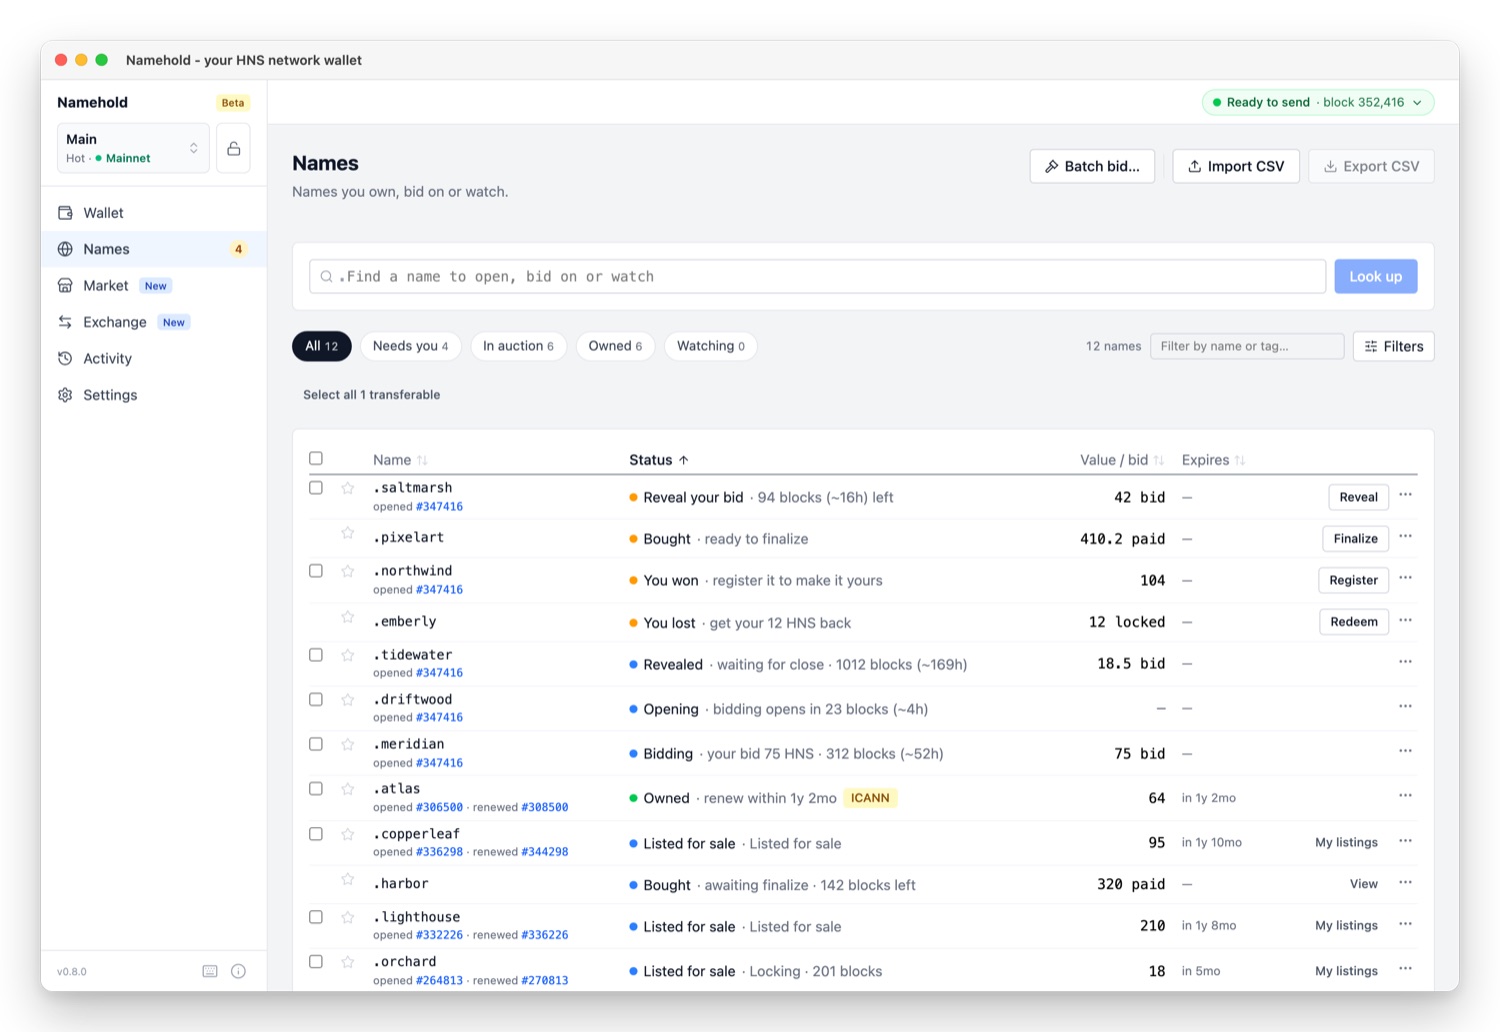 Namehold - your HNS network wallet
Namehold Beta
Ready to send · block 352,416
Main
Hot · Mainnet
Wallet
Names 4
Market New
Exchange New
Activity
Settings
v0.8.0
Names
Names you own, bid on or watch.
Batch bid... Import CSV Export CSV
.Find a name to open, bid on or watch Look up
All 12 Needs you 4 In auction 6 Owned 6 Watching 0 12 names Filter by name or tag... Filters
Select all 1 transferable
Name Status Value / bid Expires
.saltmarsh
opened #347416
Reveal your bid · 94 blocks (~16h) left 42 bid – Reveal
.pixelart Bought · ready to finalize 410.2 paid – Finalize
.northwind
opened #347416
You won · register it to make it yours 104 – Register
.emberly You lost · get your 12 HNS back 12 locked – Redeem
.tidewater
opened #347416
Revealed · waiting for close · 1012 blocks (~169h) 18.5 bid –
.driftwood
opened #347416
Opening · bidding opens in 23 blocks (~4h) – –
.meridian
opened #347416
Bidding · your bid 75 HNS · 312 blocks (~52h) 75 bid –
.atlas
opened #306500 · renewed #308500
Owned · renew within 1y 2mo ICANN 64 in 1y 2mo
.copperleaf
opened #336298 · renewed #344298
Listed for sale · Listed for sale 95 in 1y 10mo My listings
.harbor Bought · awaiting finalize · 142 blocks left 320 paid – View
.lighthouse
opened #332226 · renewed #336226
Listed for sale · Listed for sale 210 in 1y 8mo My listings
.orchard
opened #264813 · renewed #270813
Listed for sale · Locking · 201 blocks 18 in 5mo My listings